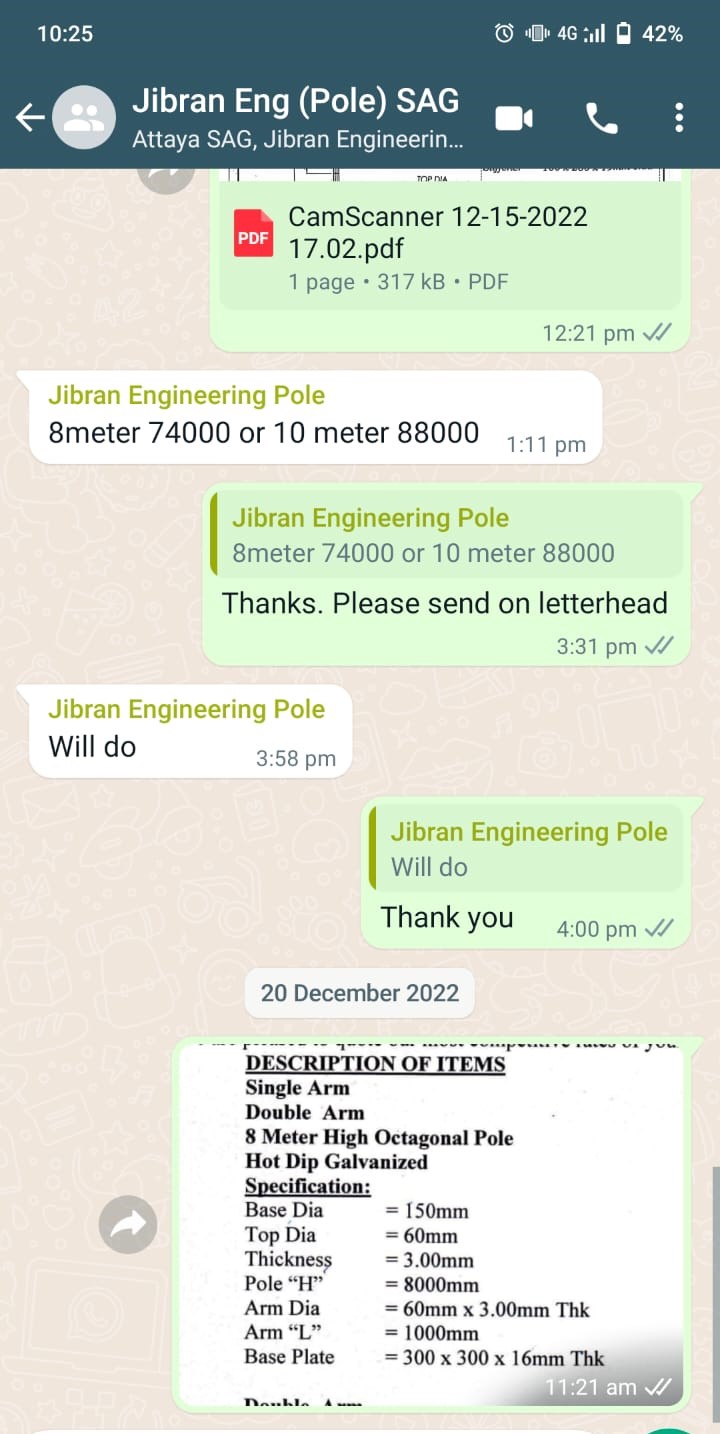 10:25
4G
42%
Jibran Eng (Pole) SAG
Attaya SAG, Jibran Engineerin...
TOP DIA
PDF
CamScanner 12-15-2022
17.02.pdf
1 page • 317 kB • PDF
12:21 pm
Jibran Engineering Pole
8meter 74000 or 10 meter 88000
1:11 pm
Jibran Engineering Pole
8meter 74000 or 10 meter 88000
Thanks. Please send on letterhead
3:31 pm
Jibran Engineering Pole
Will do
3:58 pm
Jibran Engineering Pole
Will do
Thank you
4:00 pm
20 December 2022
DESCRIPTION OF ITEMS
Single Arm
Double Arm
8 Meter High Octagonal Pole
Hot Dip Galvanized
Specification:
Base Dia = 150mm
Top Dia = 60mm
Thickness = 3.00mm
Pole “H” = 8000mm
Arm Dia = 60mm x 3.00mm Thk
Arm “L” = 1000mm
Base Plate = 300 x 300 x 16mm Thk
11:21 am
Double Arm